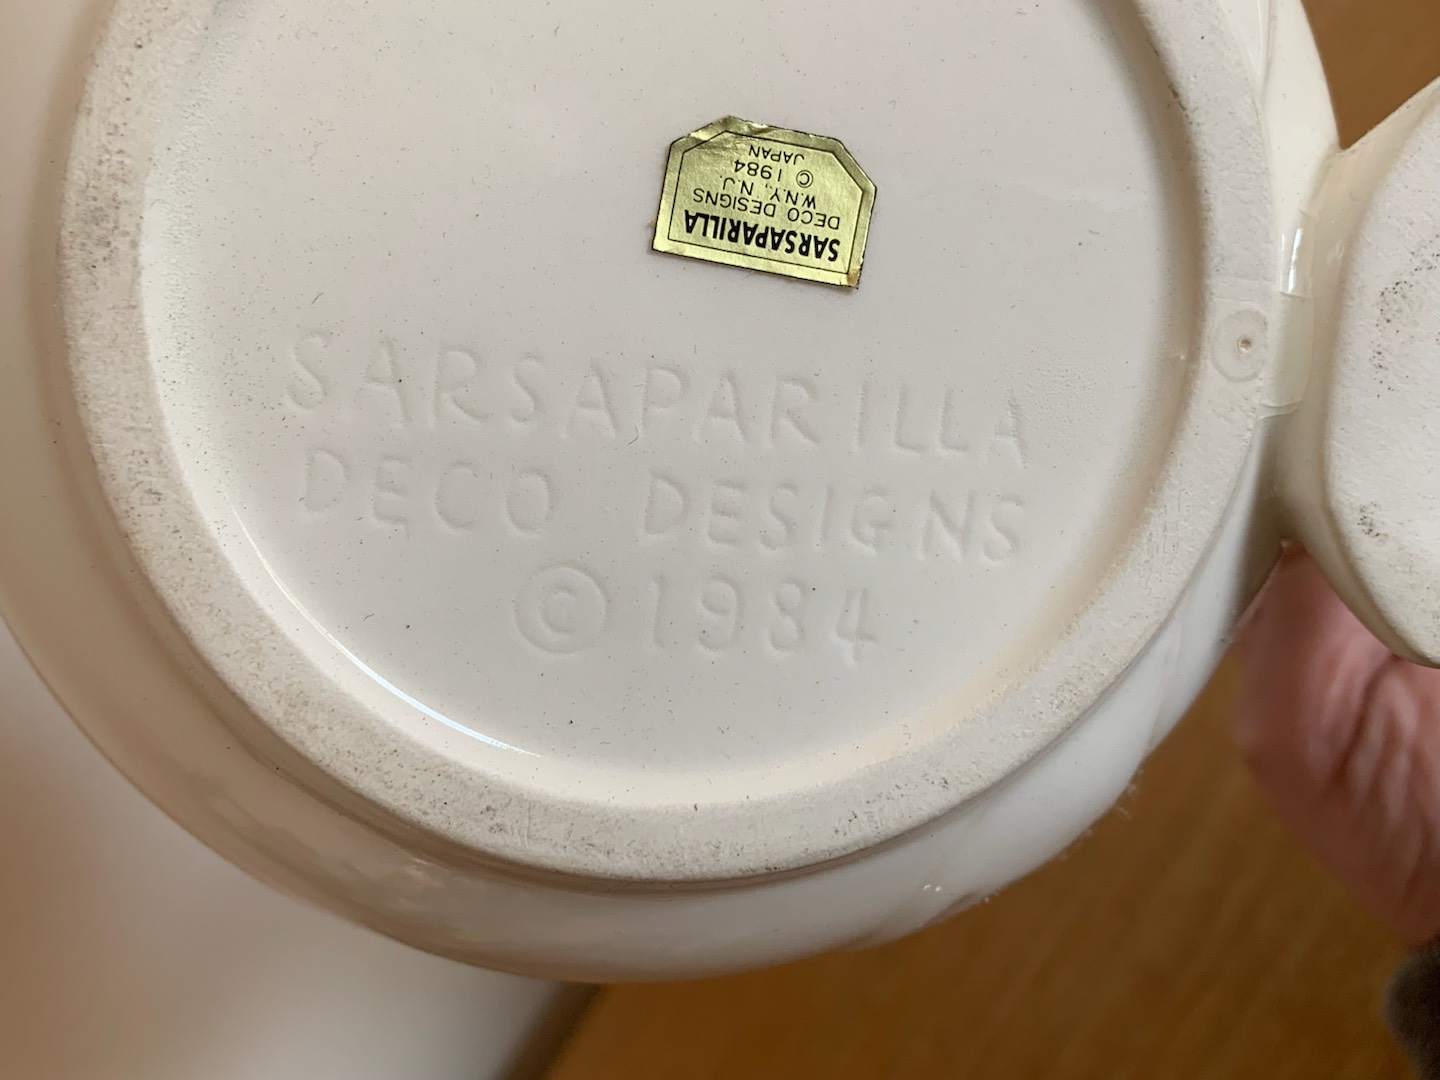 SARSAPARILLA
DECO DESIGNS
W.N.Y., N.J.
© 1984
JAPAN
SARSAPARILLA
DECO DESIGNS
©1984